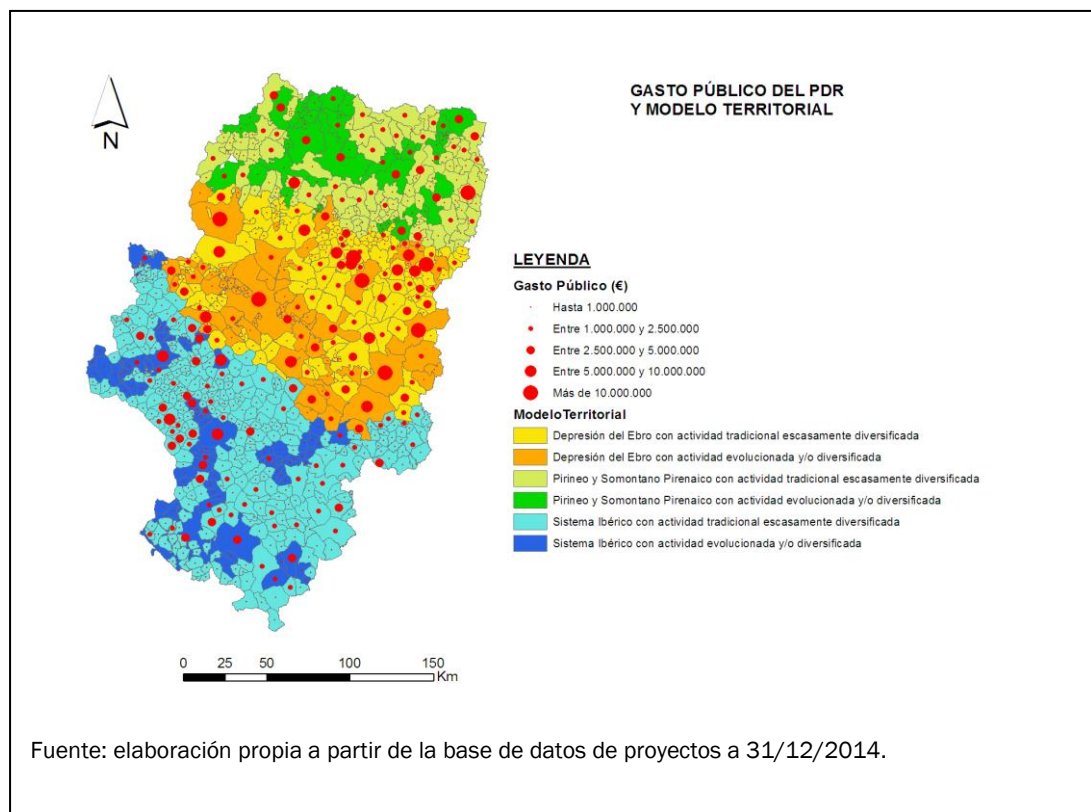 GASTO PÚBLICO DEL PDR
Y MODELO TERRITORIAL
N
LEYENDA
Gasto Público (€)
Hasta 1.000.000
Entre 1.000.000 y 2.500.000
Entre 2.500.000 y 5.000.000
Entre 5.000.000 y 10.000.000
Más de 10.000.000
ModeloTerritorial
Depresión del Ebro con actividad tradicional escasamente diversificada
Depresión del Ebro con actividad evolucionada y/o diversificada
Pirineo y Somontano Pirenaico con actividad tradicional escasamente diversificada
Pirineo y Somontano Pirenaico con actividad evolucionada y/o diversificada
Sistema Ibérico con actividad tradicional escasamente diversificada
Sistema Ibérico con actividad evolucionada y/o diversificada
0 25 50 100 150
Km
Fuente: elaboración propia a partir de la base de datos de proyectos a 31/12/2014.